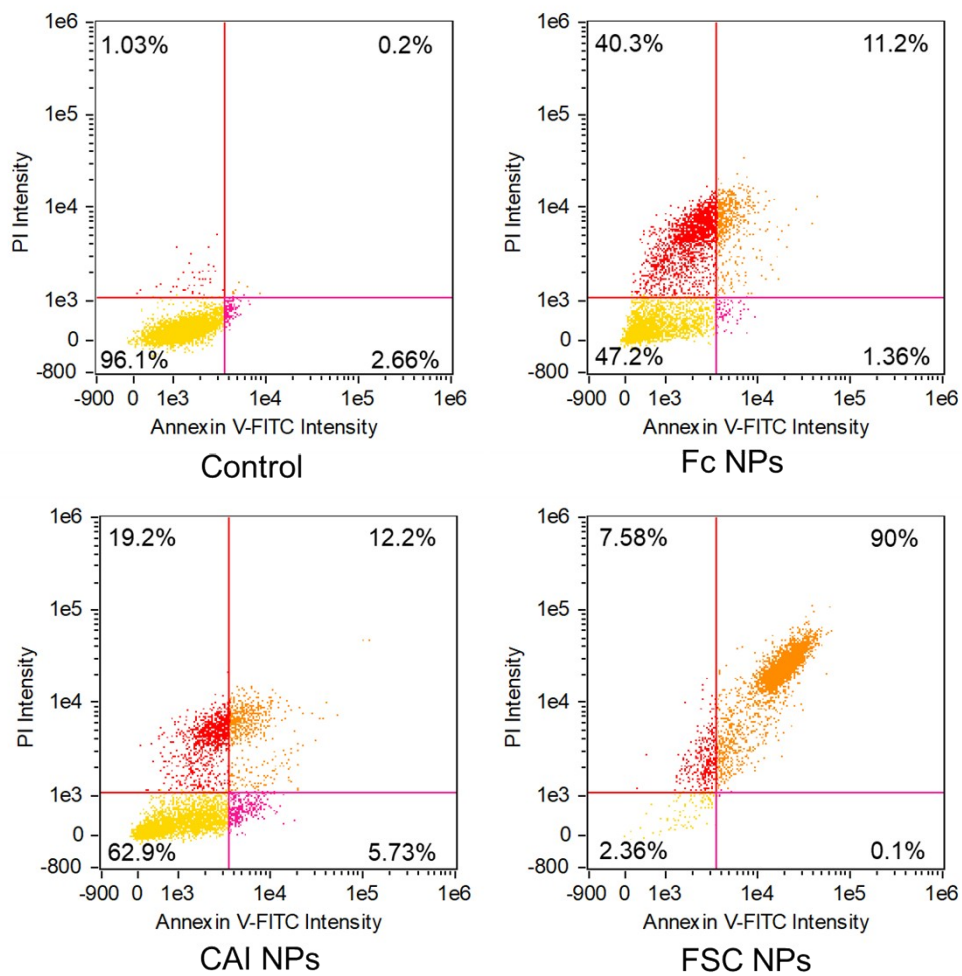 1e6
1.03% 0.2%
1e5
PI Intensity
1e4
1e3
0
96.1% 2.66%
-800
-900 0 1e3 1e4 1e5 1e6
Annexin V-FITC Intensity
Control
1e6
40.3% 11.2%
1e5
PI Intensity
1e4
1e3
0
47.2% 1.36%
-800
-900 0 1e3 1e4 1e5 1e6
Annexin V-FITC Intensity
Fc NPs
1e6
19.2% 12.2%
1e5
PI Intensity
1e4
1e3
0
62.9% 5.73%
-800
-900 0 1e3 1e4 1e5 1e6
Annexin V-FITC Intensity
CAI NPs
1e6
7.58% 90%
1e5
PI Intensity
1e4
1e3
0
2.36% 0.1%
-800
-900 0 1e3 1e4 1e5 1e6
Annexin V-FITC Intensity
FSC NPs